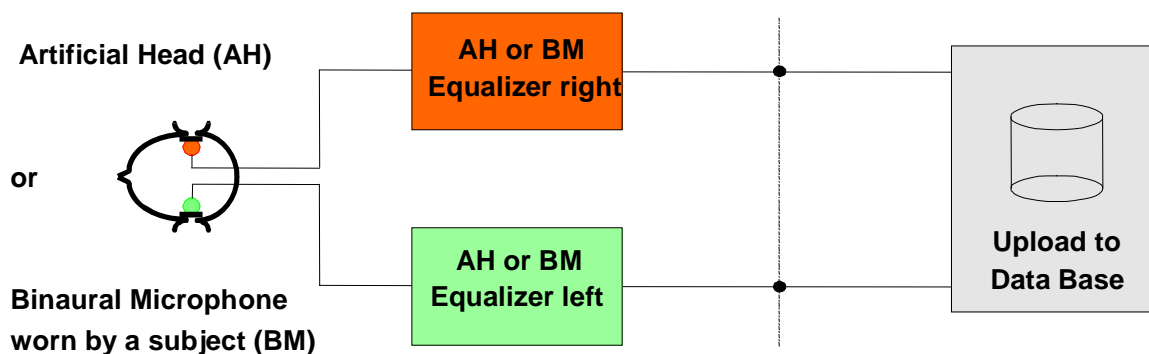 Artificial Head (AH)
or
Binaural Microphone
worn by a subject (BM)
AH or BM
Equalizer right
AH or BM
Equalizer left
Upload to
Data Base